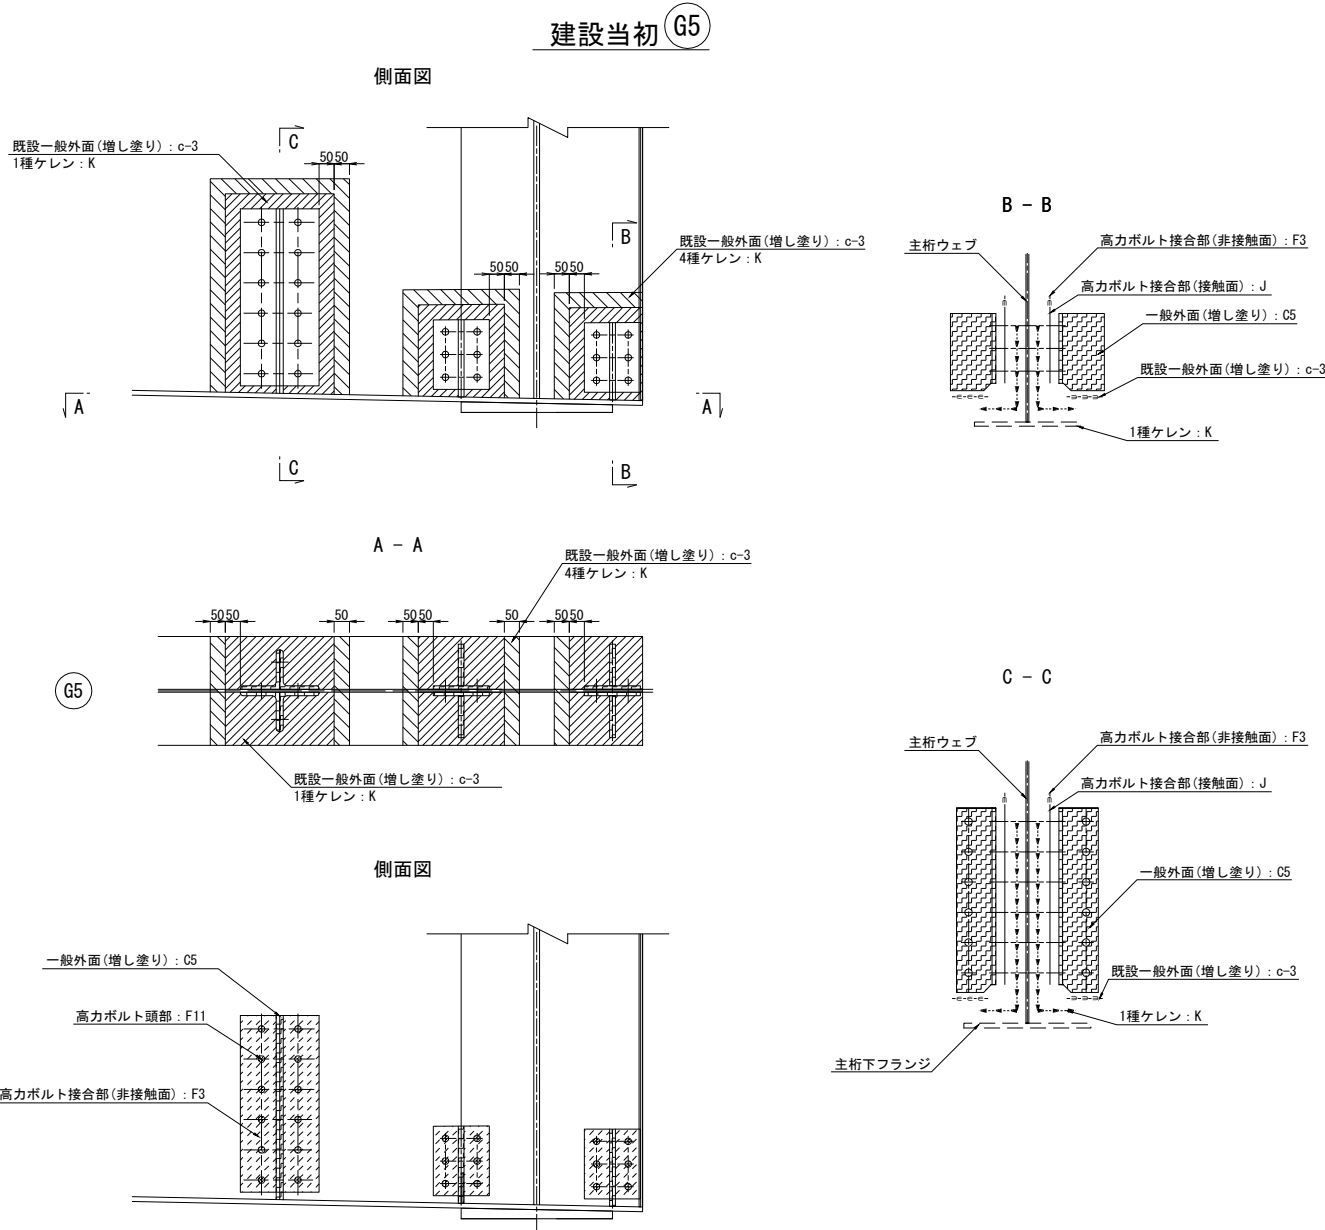 建設当初 G5
側面図
C
既設一般外面(増し塗り):c-3
1種ケレン:K
50 50
B
既設一般外面(増し塗り):c-3
4種ケレン:K
50 50
50 50
A
A
C
B
B - B
主桁ウェブ
高力ボルト接合部(非接触面):F3
高力ボルト接合部(接触面):J
一般外面(増し塗り):C5
既設一般外面(増し塗り):c-3
1種ケレン:K
A - A
既設一般外面(増し塗り):c-3
4種ケレン:K
50 50 50 50 50 50 50 50
G5
既設一般外面(増し塗り):c-3
1種ケレン:K
C - C
主桁ウェブ
高力ボルト接合部(非接触面):F3
高力ボルト接合部(接触面):J
一般外面(増し塗り):C5
既設一般外面(増し塗り):c-3
1種ケレン:K
主桁下フランジ
側面図
一般外面(増し塗り):C5
高力ボルト頭部:F11
高力ボルト接合部(非接触面):F3